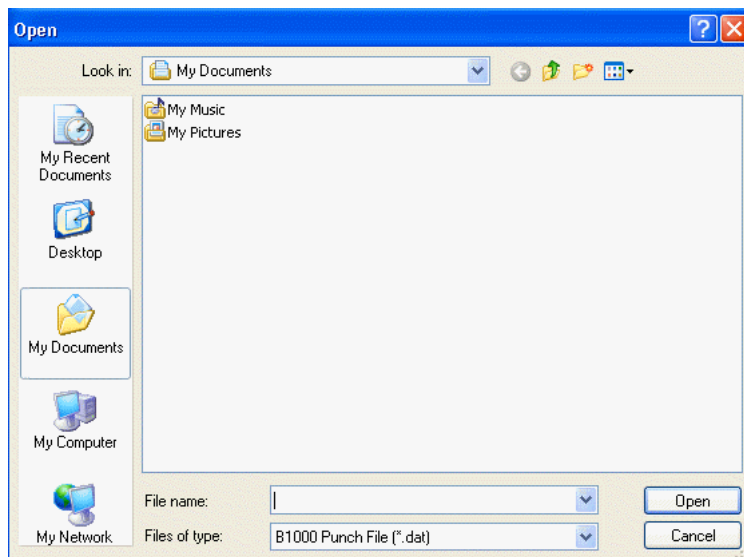 Open
Look in: My Documents
My Recent
Documents
Desktop
My Documents
My Computer
My Network
My Music
My Pictures
File name:
Open
Files of type: B1000 Punch File (*.dat)
Cancel